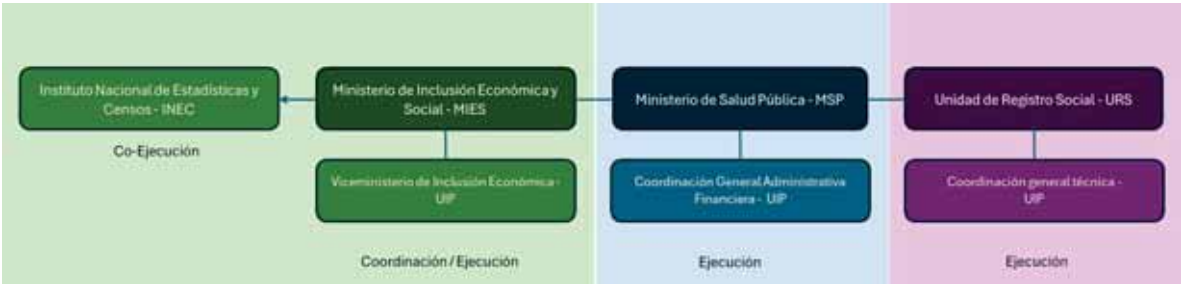 Instituto Nacional de Estadísticas y
Censos - INEC
Co-Ejecución
Ministerio de Inclusión Económica y
Social - MIES
Viceministerio de Inclusión Económica -
UIP
Coordinación / Ejecución
Ministerio de Salud Pública - MSP
Coordinación General Administrativa
Financiera - UIP
Ejecución
Unidad de Registro Social - URS
Coordinación general técnica -
UIP
Ejecución